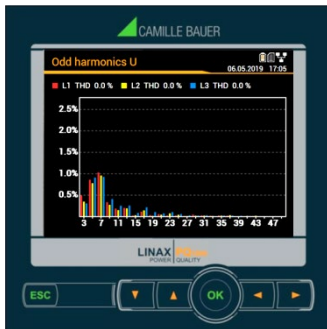 CAMILLE BAUER
Odd harmonics U
06.05.2019 17:05
L1 THD 0.0 % L2 THD 0.0 % L3 THD 0.0 %
2.5%
2.0%
1.5%
1.0%
0.5%
3 7 11 15 19 23 27 31 35 39 43 47
LINAX
POWER QUALITY
ESC
OK